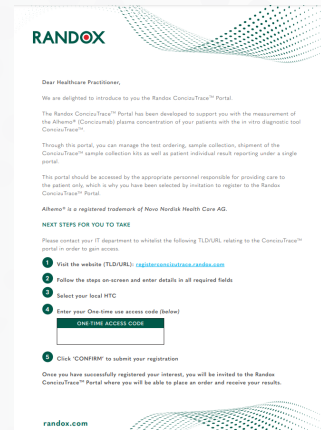 RANDOX
Dear Healthcare Practitioner,
We are delighted to introduce to you the Randox ConcizuTrace™ Portal
The Randox ConcizuTrace™ Portal has been developed to support you with the measurement of
the Alhemo® (Concizumab) plasma concentration of your patients with the in vitro diagnostic tool
ConcizuTrace™.
Through this portal, you can manage the test ordering, sample collection, shipment of the
ConcizuTrace™ sample collection kits as well as patient individual result reporting under a single
portal.
This portal should be accessed by the appropriate personnel responsible for providing care to
the patient only, which is why you have been selected by invitation to register to the Randox
ConcizuTrace™ Portal.
Alhemo® is a registered trademark of Novo Nordisk Health Care AG.
NEXT STEPS FOR YOU TO TAKE
Please contact your IT department to whitelist the following TLD/URL relating to the ConcizuTrace™
portal in order to gain access.
1 Visit the website (TLD/URL): registerconcizutrace.randox.com
2 Follow the steps on-screen and enter details in all required fields
3 Select your local HTC
4 Enter your One-time use access code (below)
ONE-TIME ACCESS CODE
5 Click 'CONFIRM' to submit your registration
Once you have successfully registered your interest, you will be invited to the Randox
ConcizuTrace™ Portal where you will be able to place an order and receive your results.
randox.com